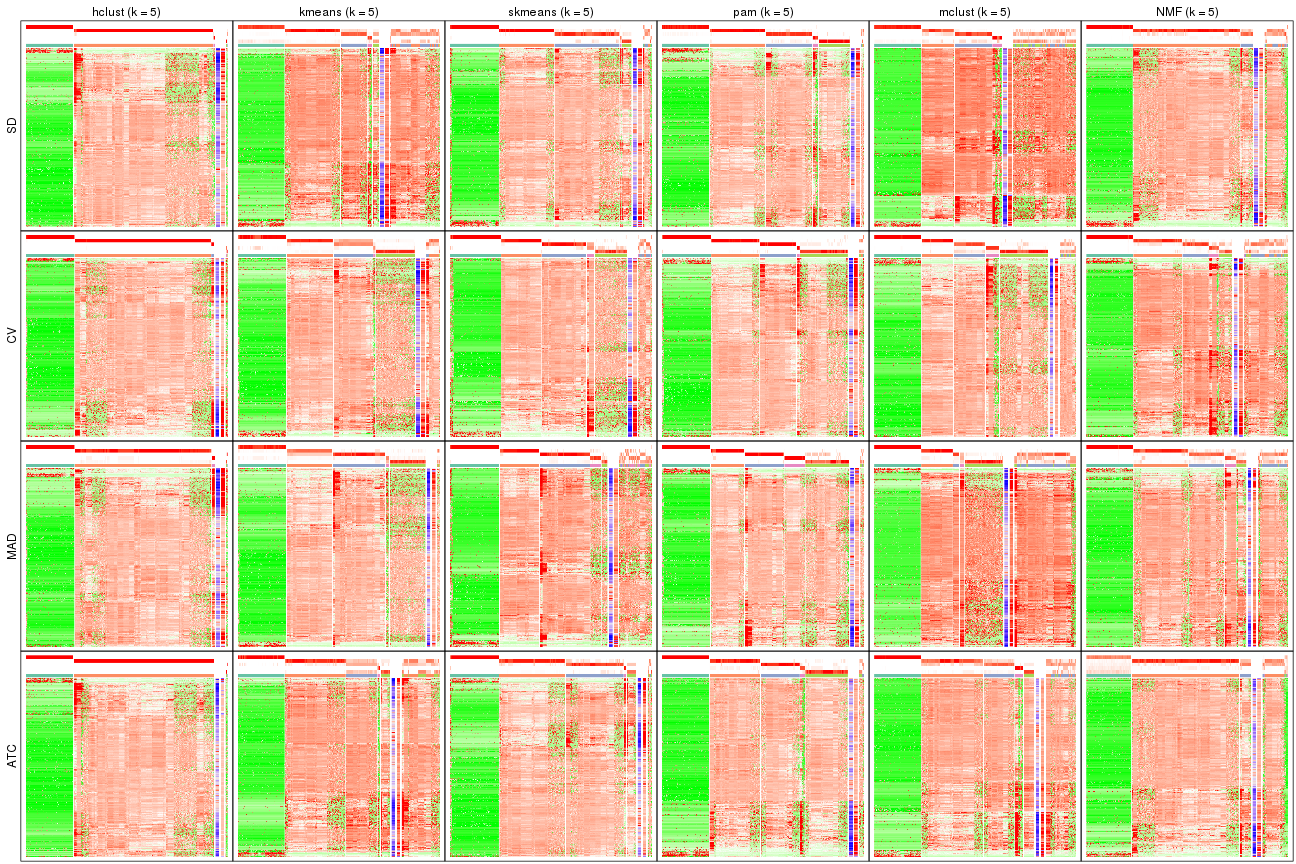 hclust (k = 5) kmeans (k = 5) skmeans (k = 5) pam (k = 5) mclust (k = 5) NMF (k = 5)
SD
CV
MAD
ATC